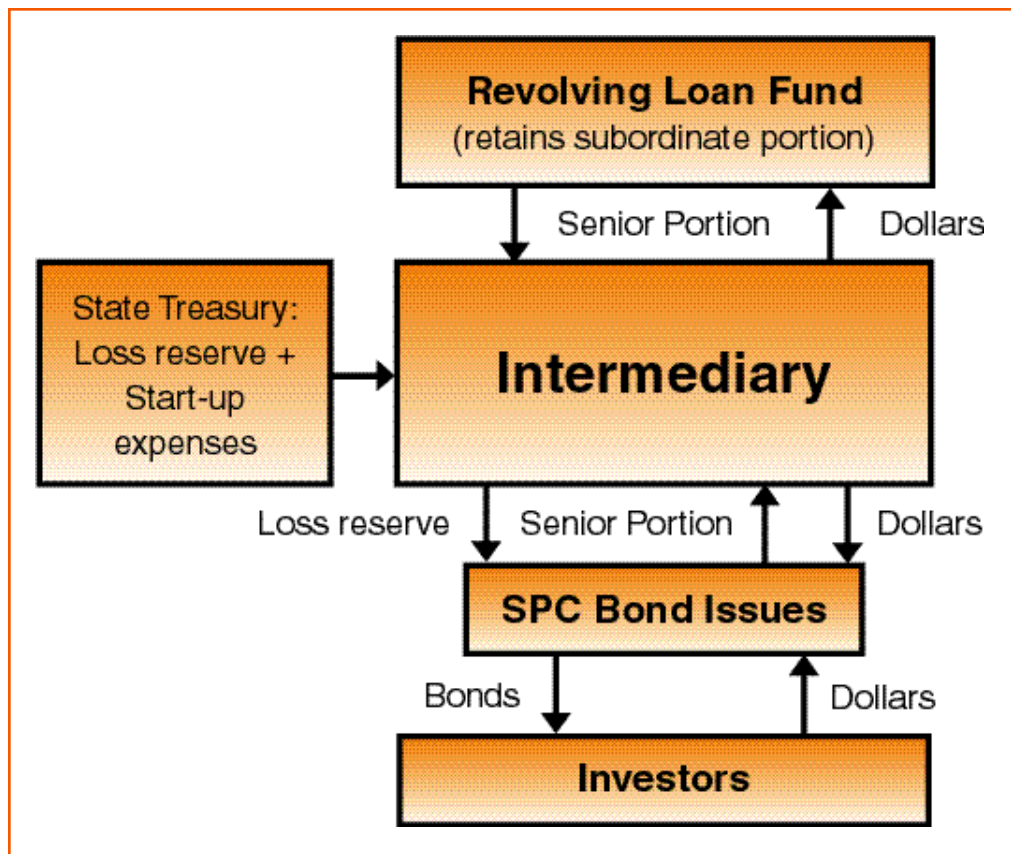 Revolving Loan Fund
(retains subordinate portion)
Senior Portion
Dollars
State Treasury:
Loss reserve +
Start-up
expenses
Intermediary
Loss reserve
Senior Portion
Dollars
SPC Bond Issues
Bonds
Dollars
Investors